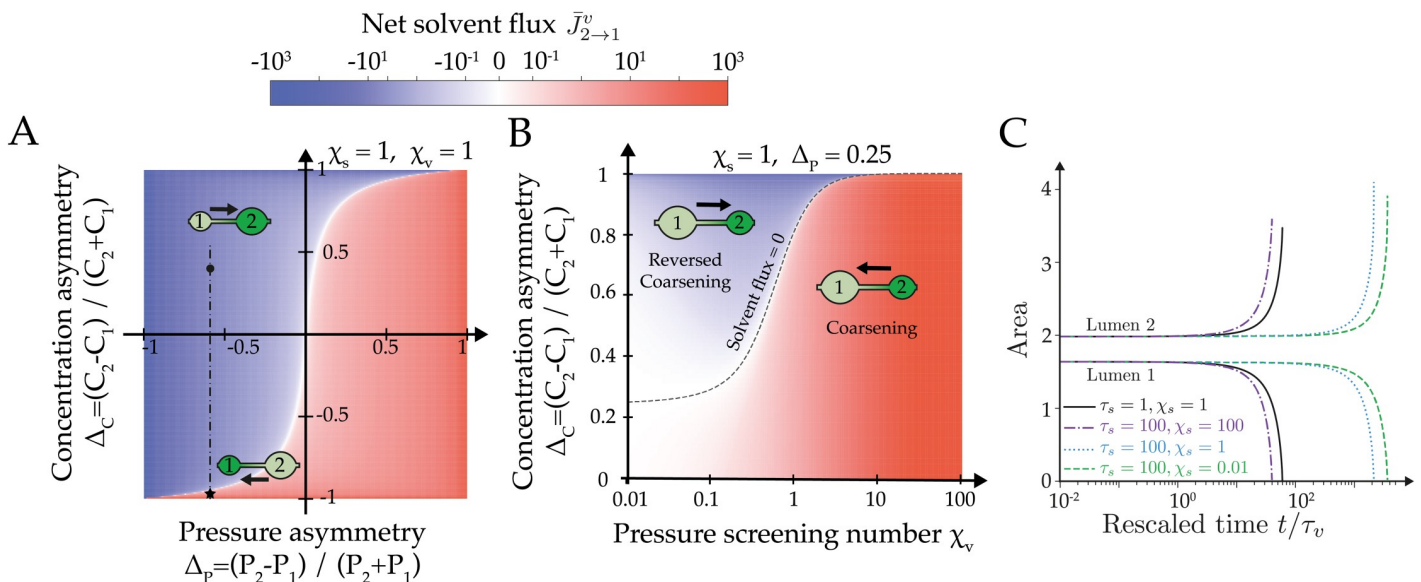 Net solvent flux J̄ᵛ₂→₁
-10³ -10¹ -10⁻¹ 0 10⁻¹ 10¹ 10³
A
χₛ = 1, χᵥ = 1
Concentration asymmetry
Δ_C=(C₂-C₁) / (C₂+C₁)
1
0.5
-0.5
-1
-1 -0.5 0.5 1
1 2
1 2
Pressure asymmetry
Δ_P=(P₂-P₁) / (P₂+P₁)
B
χₛ = 1, Δ_P = 0.25
Concentration asymmetry
Δ_C=(C₂-C₁) / (C₂+C₁)
1
0.8
0.6
0.4
0.2
0
1 2
Reversed
Coarsening
Solvent flux = 0
1 2
Coarsening
0.01 0.1 1 10 100
Pressure screening number χᵥ
C
Area
4
3
2
1
0
Lumen 2
Lumen 1
τₛ = 1, χₛ = 1
τₛ = 100, χₛ = 100
τₛ = 100, χₛ = 1
τₛ = 100, χₛ = 0.01
10⁻² 10⁰ 10²
Rescaled time t/τᵥ